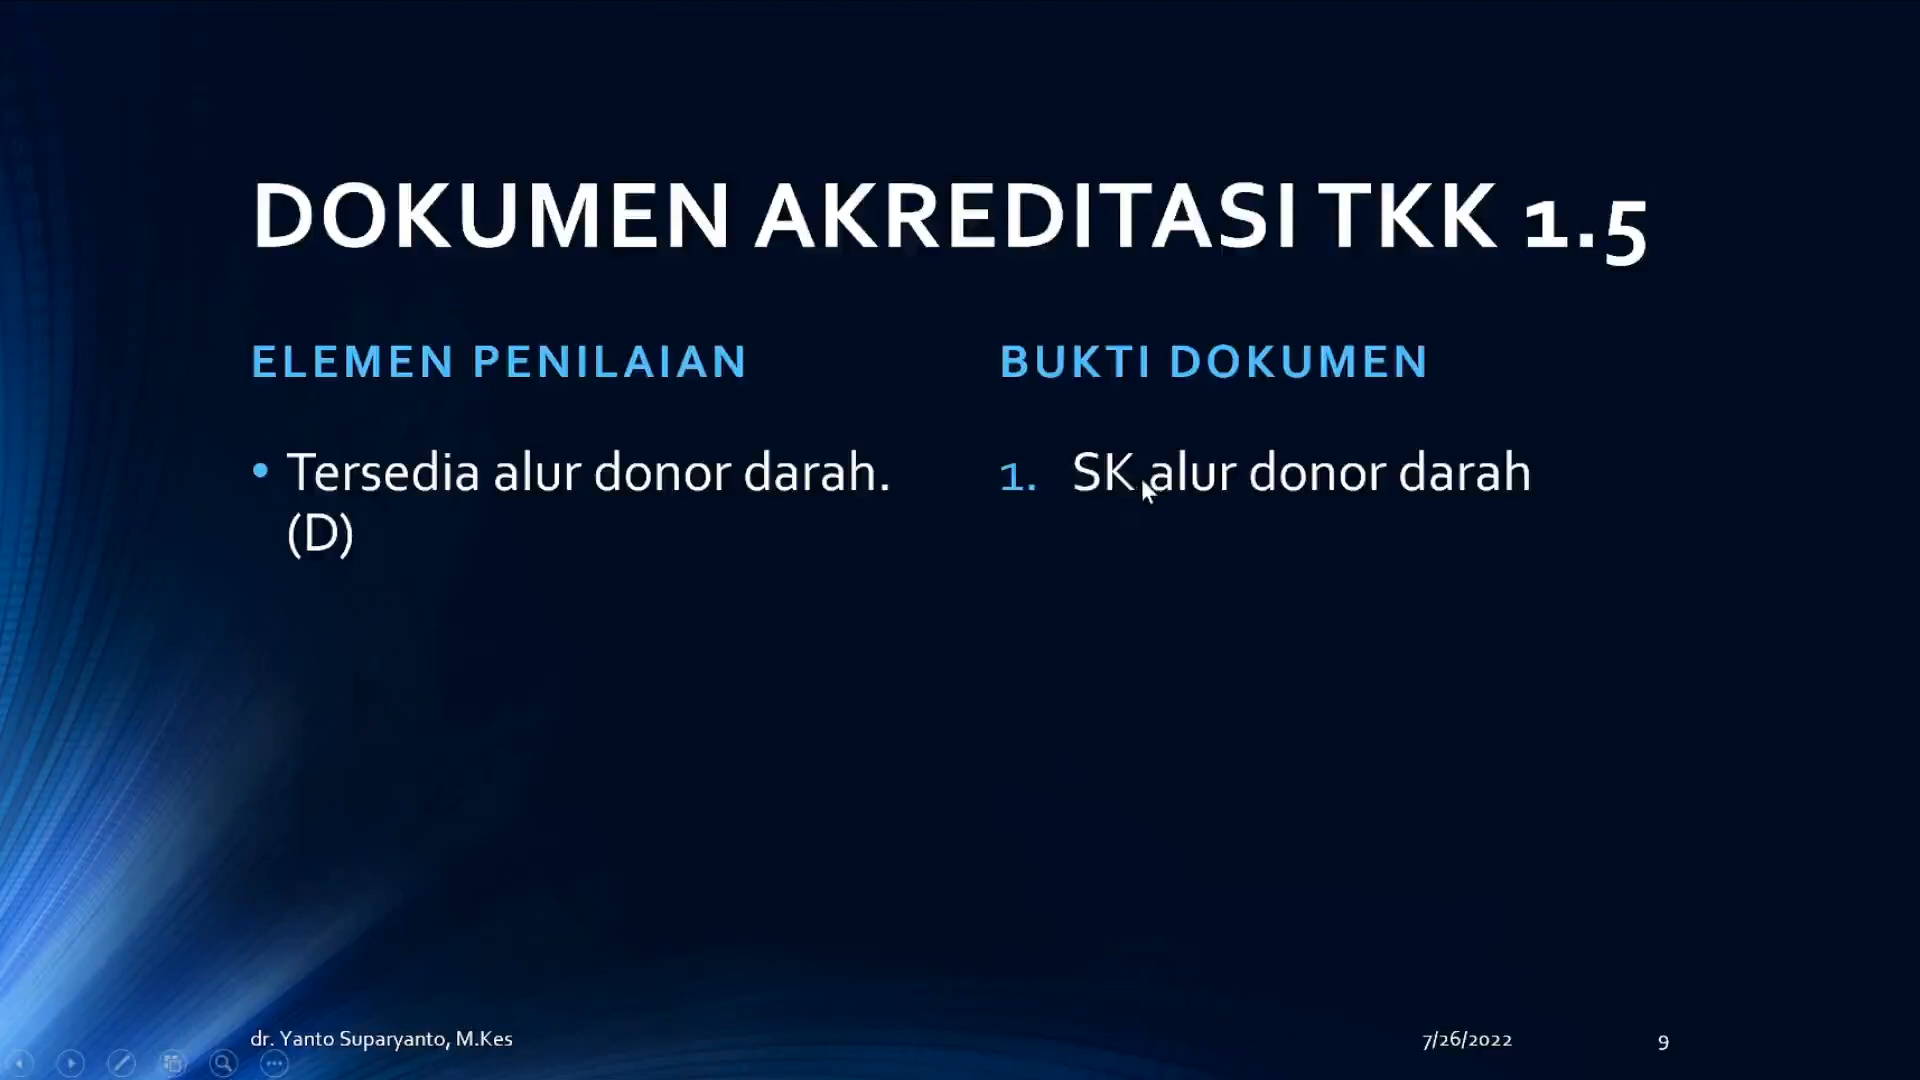 DOKUMEN AKREDITASI TKK 1.5
ELEMEN PENILAIAN
• Tersedia alur donor darah.
(D)
BUKTI DOKUMEN
1. SK alur donor darah
dr. Yanto Suparyanto, M.Kes
7/26/2022
9